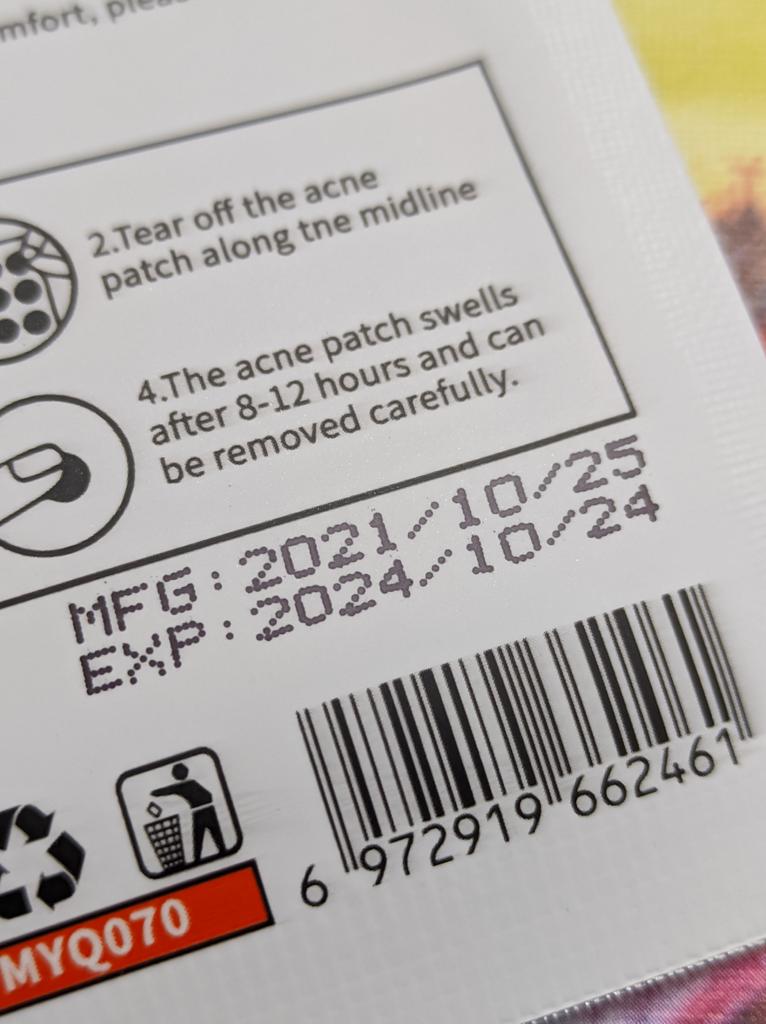 mfort, please
2.Tear off the acne
patch along tne midline
4.The acne patch swells
after 8-12 hours and can
be removed carefully.
MFG:2021/10/25
EXP:2024/10/24
6 972919 662461
MYQ070